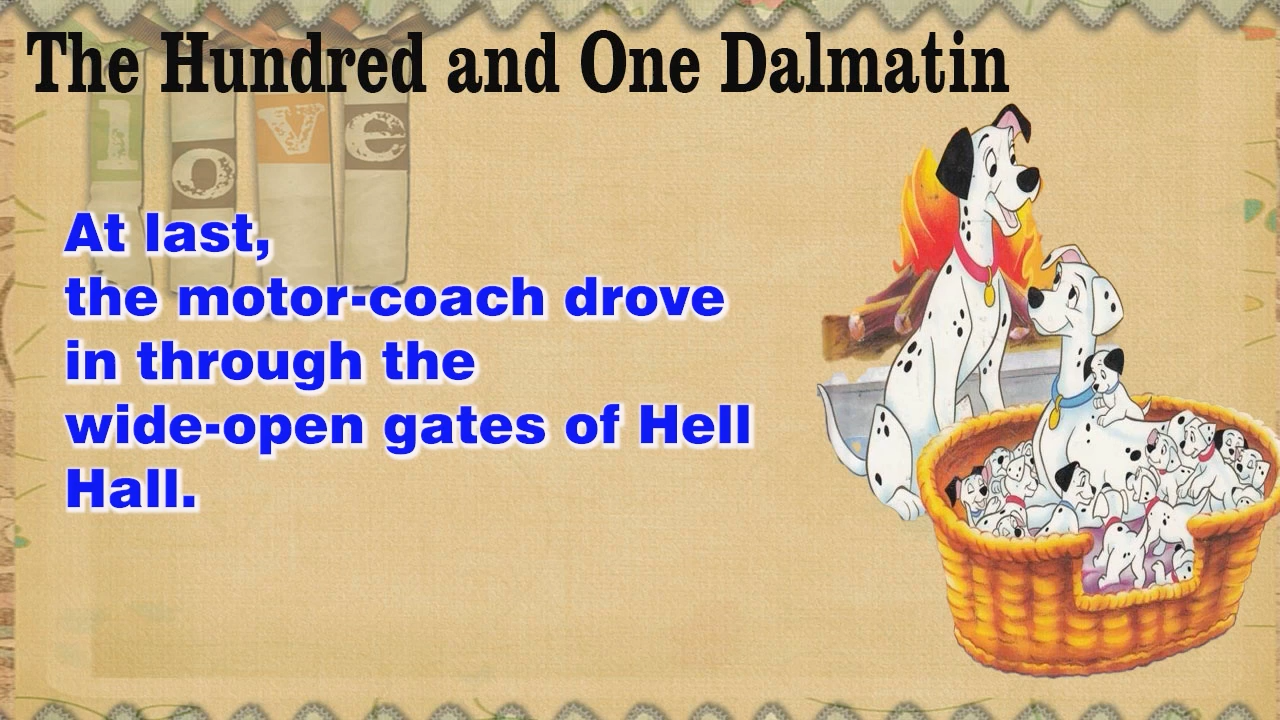 The Hundred and One Dalmatin
love
At last,
the motor-coach drove
in through the
wide-open gates of Hell
Hall.